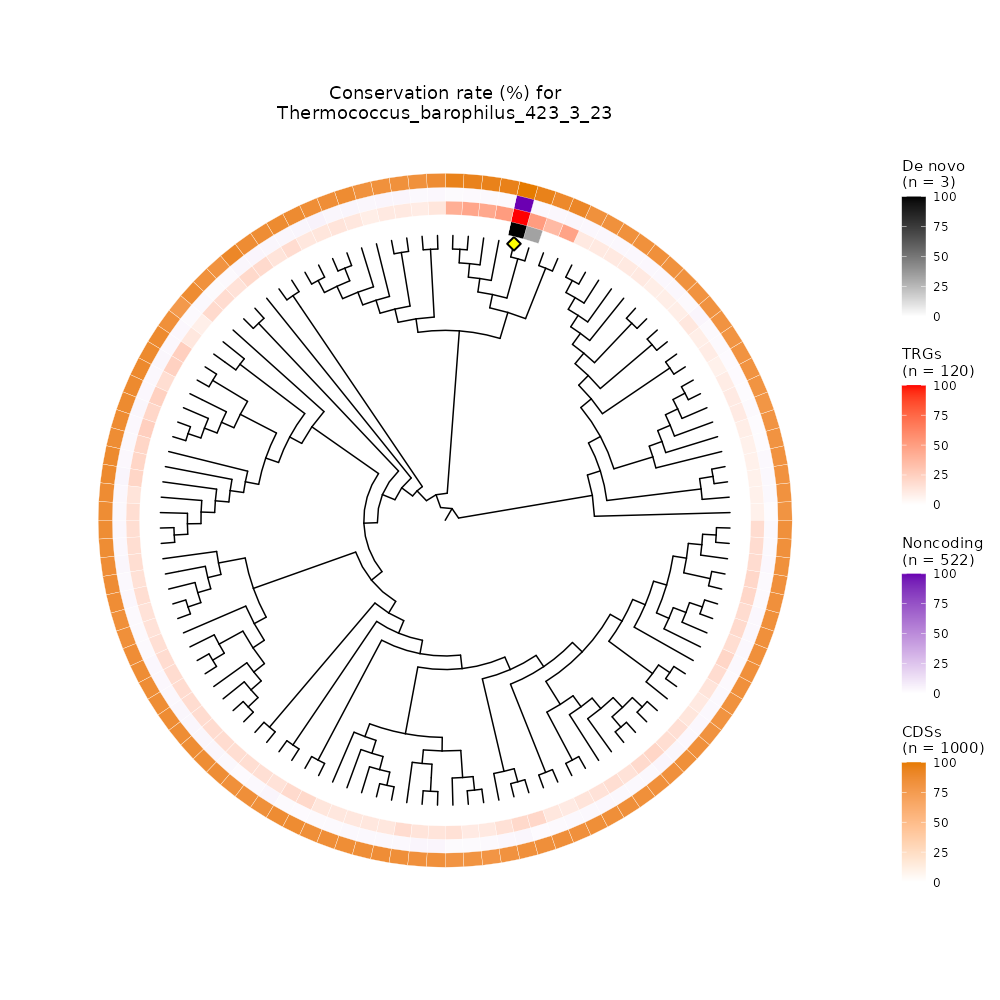 Conservation rate (%) for
Thermococcus_barophilus_423_3_23
De novo
(n = 3)
100
75
50
25
0
TRGs
(n = 120)
100
75
50
25
0
Noncoding
(n = 522)
100
75
50
25
0
CDSs
(n = 1000)
100
75
50
25
0